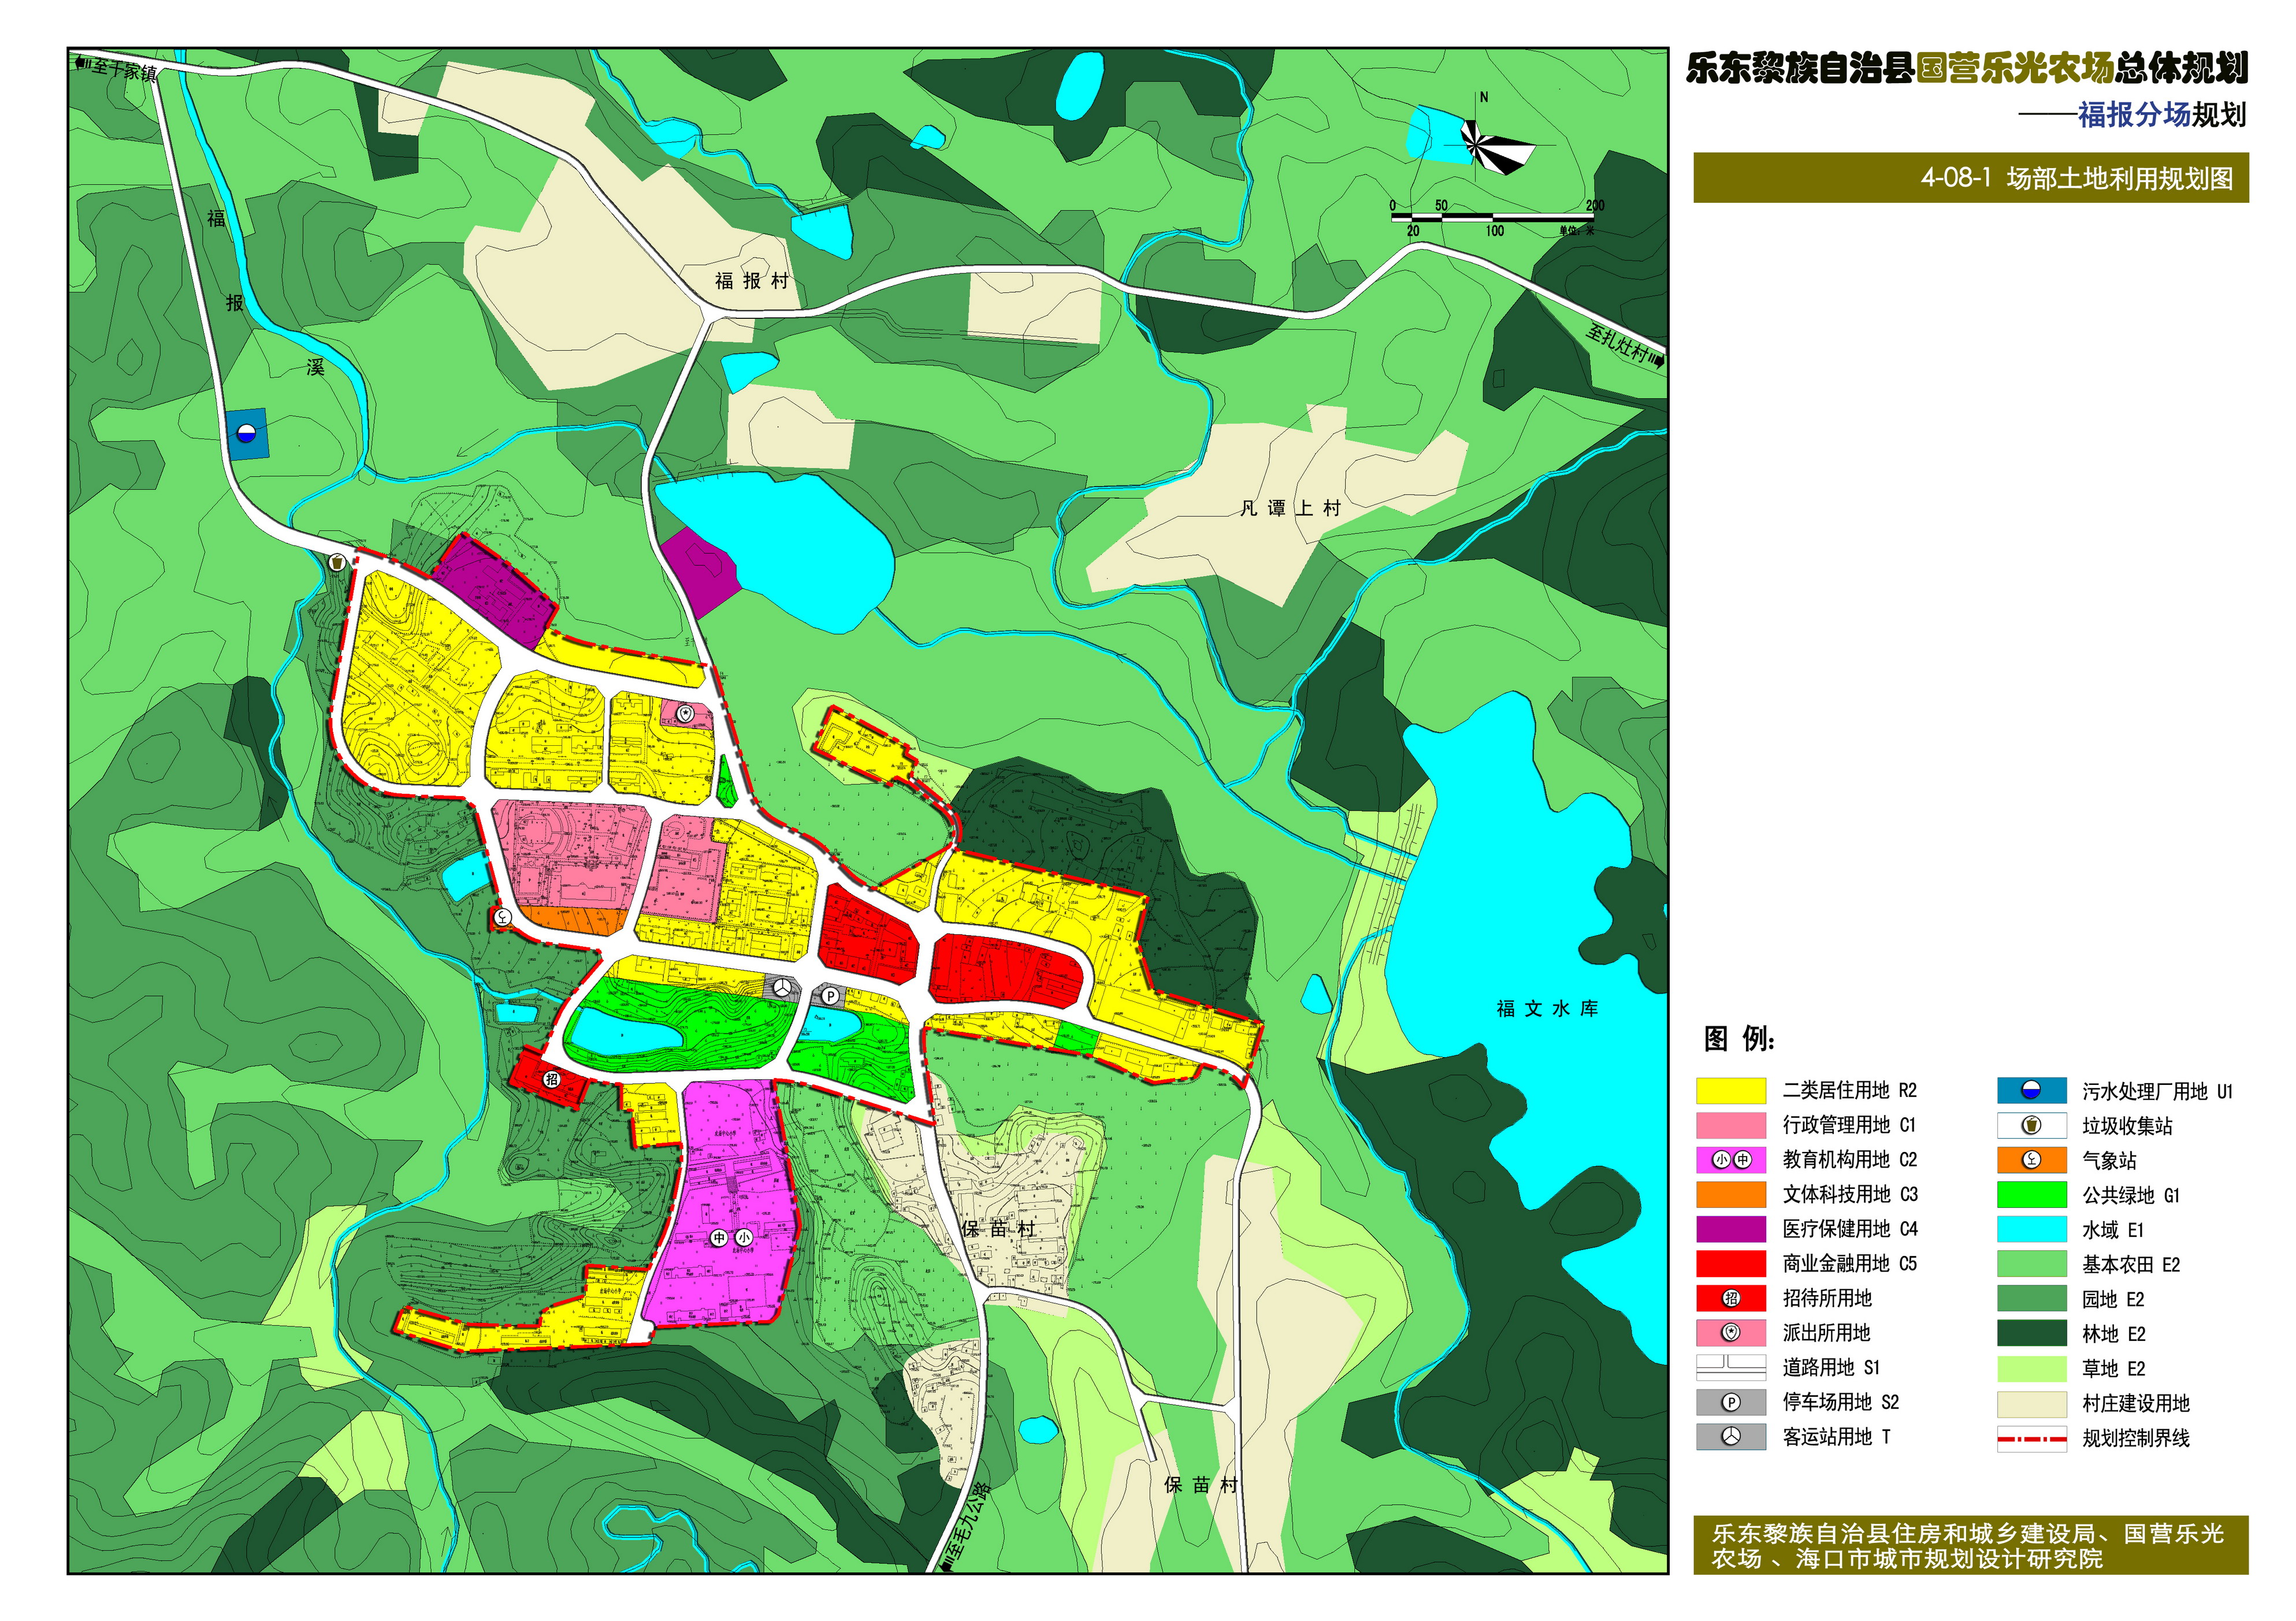 乐东黎族自治县国营乐光农场总体规划
——福报分场规划
4-08-1 场部土地利用规划图
至千家镇
N
0 50 200
20 100 单位：米
福
报
溪
福报村
至扎灶村
凡谭上村
福文水库
P
招
中 小
保苗村
保苗村
至毛九公路
图 例:
二类居住用地 R2
行政管理用地 C1
小 中 教育机构用地 C2
文体科技用地 C3
医疗保健用地 C4
商业金融用地 C5
招 招待所用地
派出所用地
道路用地 S1
P 停车场用地 S2
客运站用地 T
污水处理厂用地 U1
垃圾收集站
气象站
公共绿地 G1
水域 E1
基本农田 E2
园地 E2
林地 E2
草地 E2
村庄建设用地
规划控制界线
乐东黎族自治县住房和城乡建设局、国营乐光
农场、海口市城市规划设计研究院